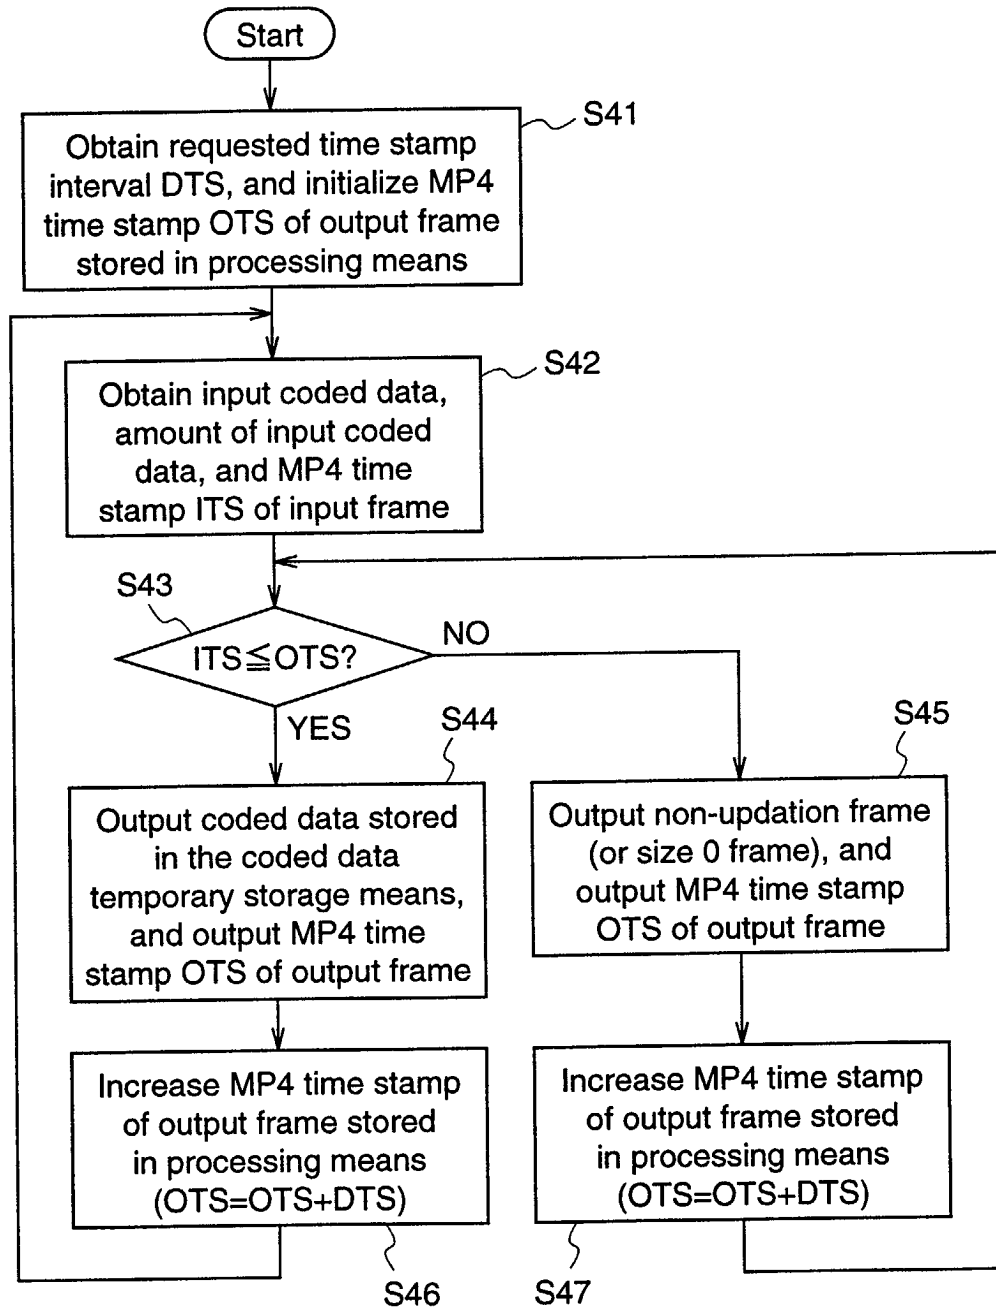 Start
S41
Obtain requested time stamp
interval DTS, and initialize MP4
time stamp OTS of output frame
stored in processing means
S42
Obtain input coded data,
amount of input coded
data, and MP4 time
stamp ITS of input frame
S43
ITS≦OTS?
NO
YES
S44
Output coded data stored
in the coded data
temporary storage means,
and output MP4 time
stamp OTS of output frame
S45
Output non-updation frame
(or size 0 frame), and
output MP4 time stamp
OTS of output frame
Increase MP4 time stamp
of output frame stored
in processing means
(OTS=OTS+DTS)
S46
Increase MP4 time stamp
of output frame stored
in processing means
(OTS=OTS+DTS)
S47